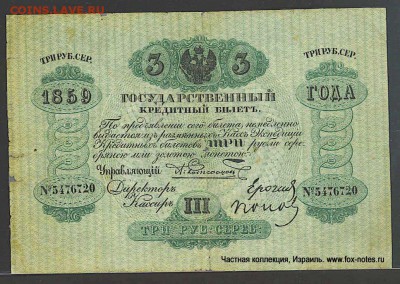 COINS.LAVE.RU
ТРИ РУБ. СЕР. 3 3 ТРИ РУБ. СЕР.
1859 ГОСУДАРСТВЕННЫЙ ГОДА
КРЕДИТНЫЙ БИЛЕТЪ.
По предъявленіи сего билета, немедленно
выдается изъ размѣнныхъ Кассъ Экспедиціи
Кредитныхъ билетовъ три рубли сере-
бряною или золотою монетою.
Управляющій
Директоръ
Кассиръ
№5476720 III №5476720
ТРИ РУБ: СЕРЕБ:
Частная коллекция, Израиль. www.fox-notes.ru